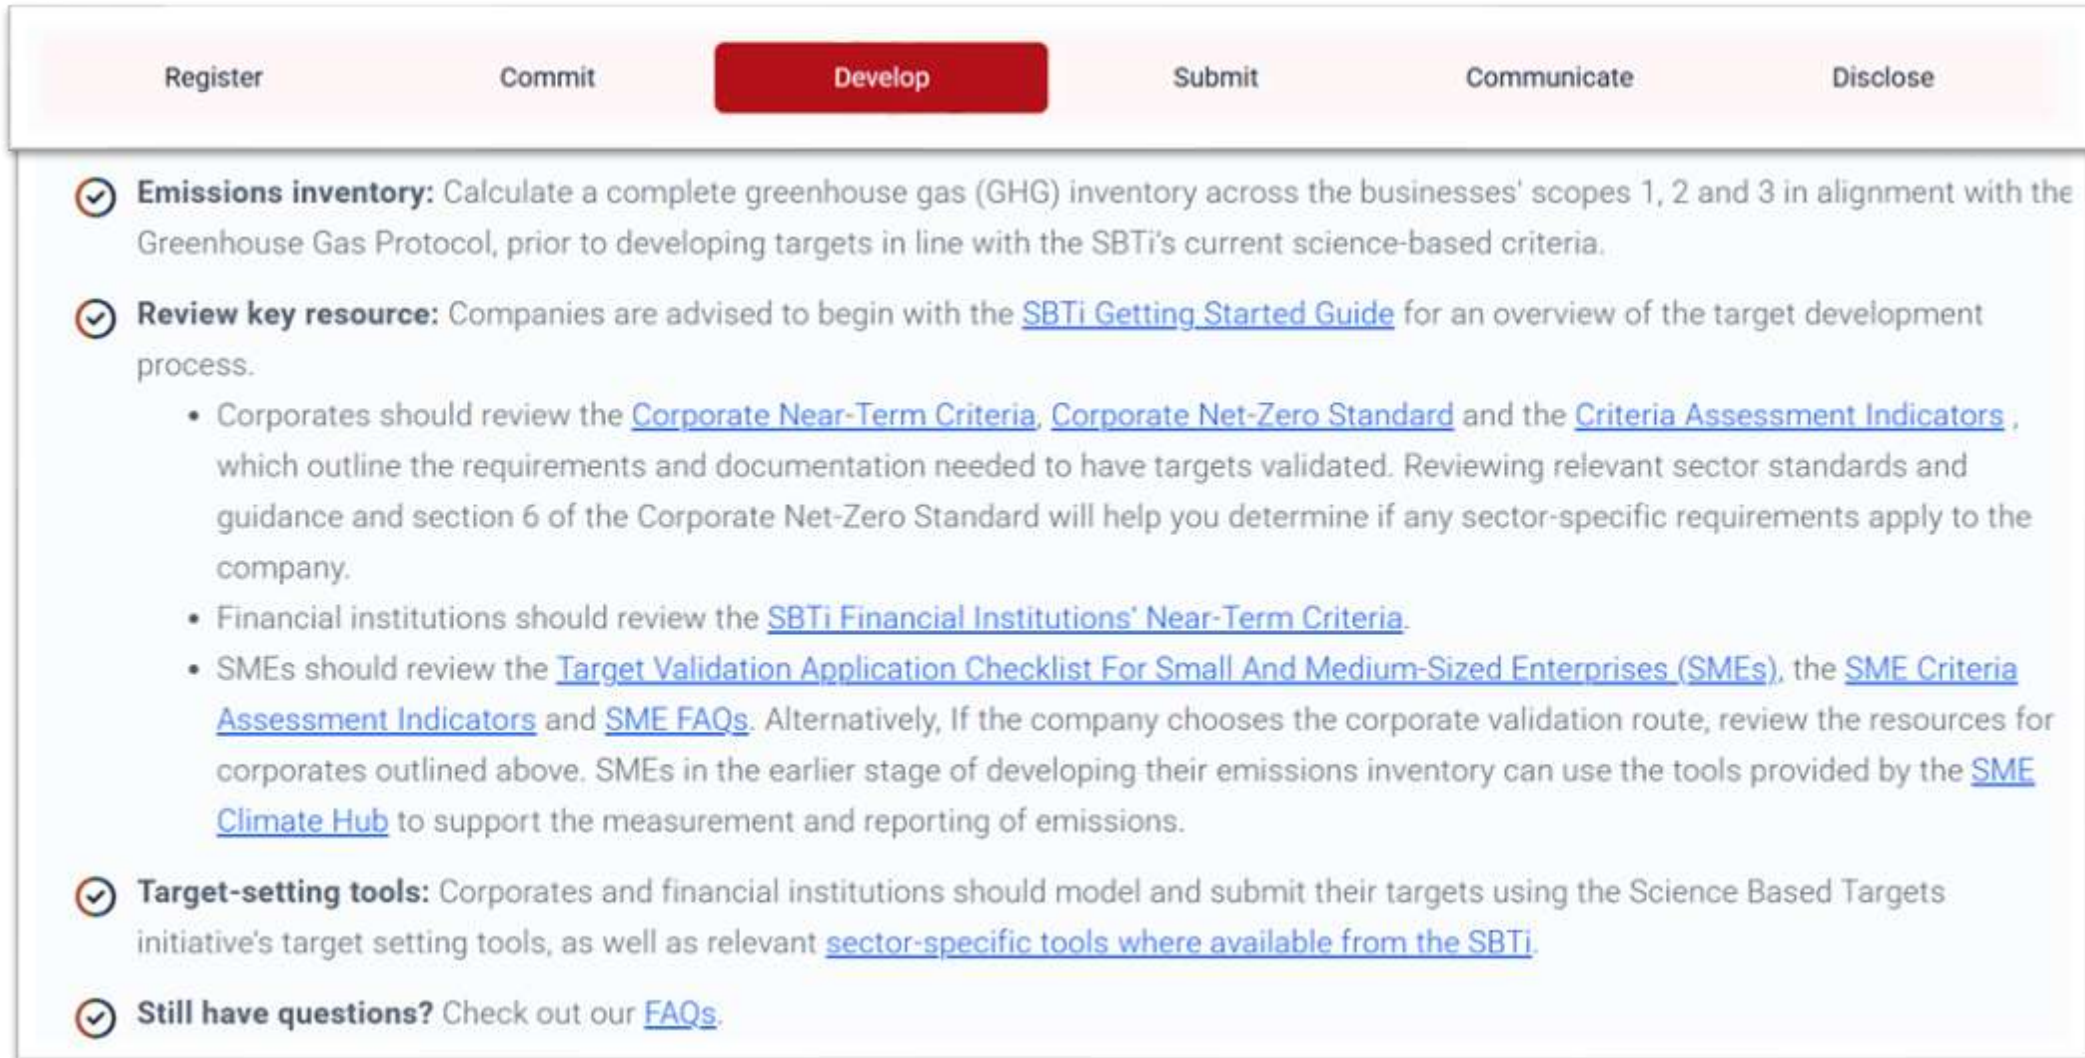 Register Commit Develop Submit Communicate Disclose
Emissions inventory: Calculate a complete greenhouse gas (GHG) inventory across the businesses' scopes 1, 2 and 3 in alignment with the
Greenhouse Gas Protocol, prior to developing targets in line with the SBTi's current science-based criteria.
Review key resource: Companies are advised to begin with the SBTi Getting Started Guide for an overview of the target development
process.
• Corporates should review the Corporate Near-Term Criteria, Corporate Net-Zero Standard and the Criteria Assessment Indicators ,
which outline the requirements and documentation needed to have targets validated. Reviewing relevant sector standards and
guidance and section 6 of the Corporate Net-Zero Standard will help you determine if any sector-specific requirements apply to the
company.
• Financial institutions should review the SBTi Financial Institutions' Near-Term Criteria.
• SMEs should review the Target Validation Application Checklist For Small And Medium-Sized Enterprises (SMEs), the SME Criteria
Assessment Indicators and SME FAQs. Alternatively, If the company chooses the corporate validation route, review the resources for
corporates outlined above. SMEs in the earlier stage of developing their emissions inventory can use the tools provided by the SME
Climate Hub to support the measurement and reporting of emissions.
Target-setting tools: Corporates and financial institutions should model and submit their targets using the Science Based Targets
initiative's target setting tools, as well as relevant sector-specific tools where available from the SBTi.
Still have questions? Check out our FAQs.